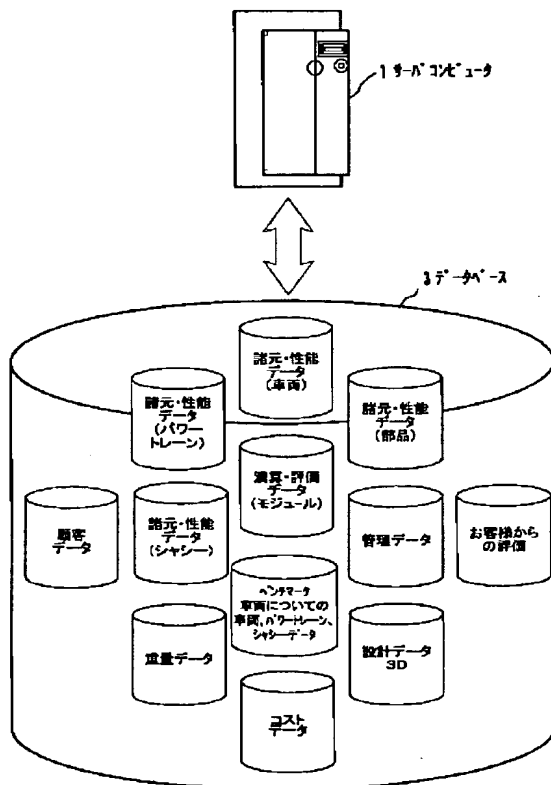 1 ｻｰﾊﾞｺﾝﾋﾟｭｰﾀ
3 ﾃﾞｰﾀﾍﾞｰｽ
諸元・性能
データ
(車両)
諸元・性能
データ
(パワー
トレーン)
諸元・性能
データ
(部品)
演算・評価
データ
(モジュール)
顧客
データ
諸元・性能
データ
(シャシー)
管理データ
お客様から
の評価
ﾍﾞﾝﾁﾏｰｸ
車両についての
車両､ﾊﾟﾜｰﾄﾚｰﾝ､
ｼｬｼｰデータ
重量データ
設計データ
3D
コスト
データ